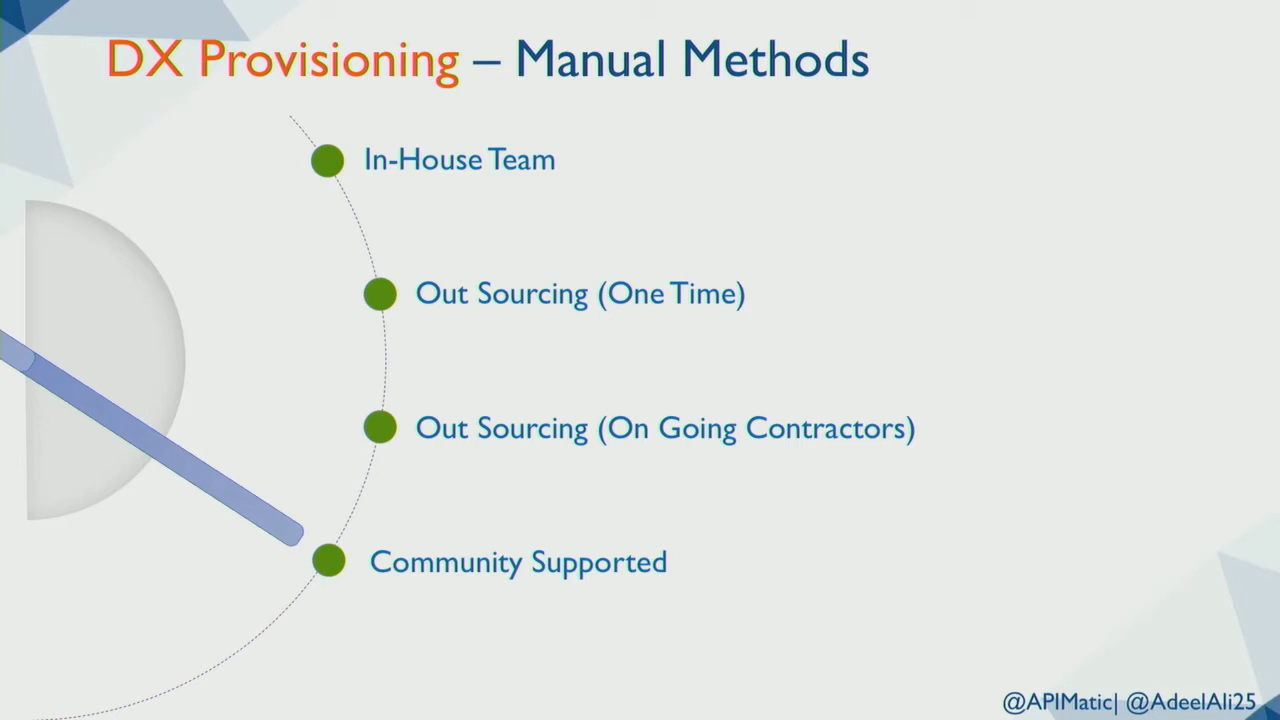 DX Provisioning – Manual Methods
In-House Team
Out Sourcing (One Time)
Out Sourcing (On Going Contractors)
Community Supported
@APIMatic| @AdeelAli25